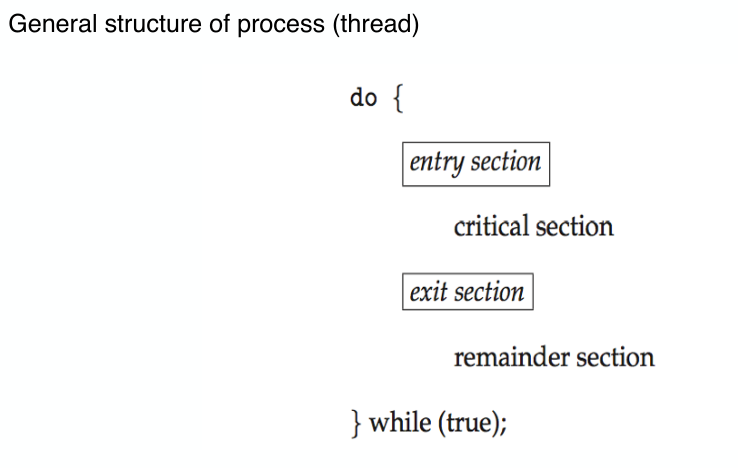 General structure of process (thread)
do {
entry section
critical section
exit section
remainder section
} while (true);